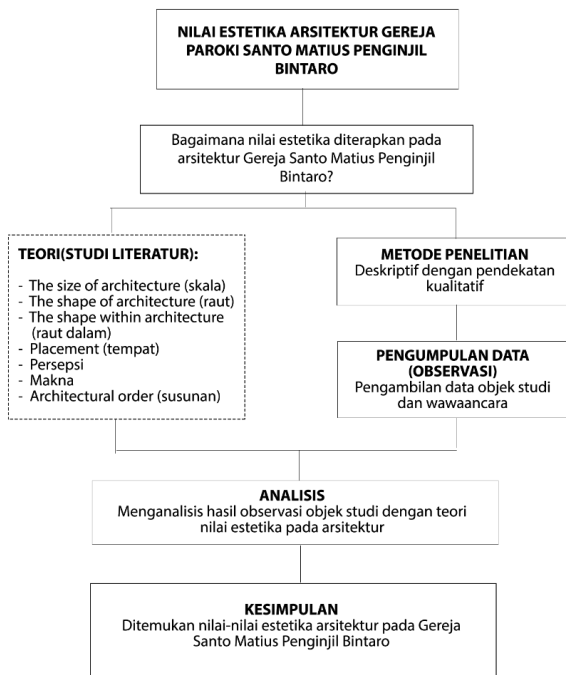 NILAI ESTETIKA ARSITEKTUR GEREJA
PAROKI SANTO MATIUS PENGINJIL
BINTARO
Bagaimana nilai estetika diterapkan pada
arsitektur Gereja Santo Matius Penginjil
Bintaro?
TEORI(STUDI LITERATUR):
- The size of architecture (skala)
- The shape of architecture (raut)
- The shape within architecture
(raut dalam)
- Placement (tempat)
- Persepsi
- Makna
- Architectural order (susunan)
METODE PENELITIAN
Deskriptif dengan pendekatan
kualitatif
PENGUMPULAN DATA
(OBSERVASI)
Pengambilan data objek studi
dan wawaancara
ANALISIS
Menganalisis hasil observasi objek studi dengan teori
nilai estetika pada arsitektur
KESIMPULAN
Ditemukan nilai-nilai estetika arsitektur pada Gereja
Santo Matius Penginjil Bintaro